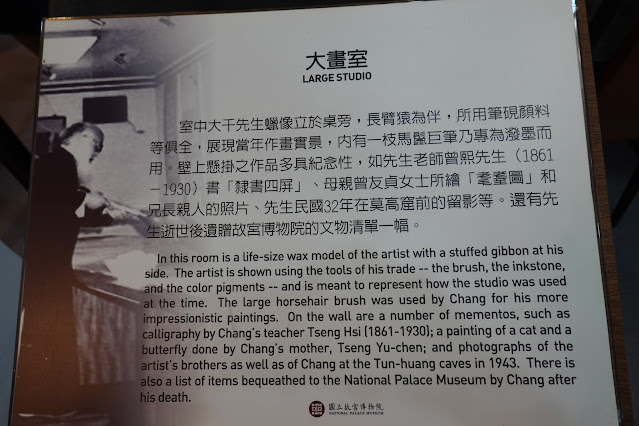 大畫室
LARGE STUDIO
室中大千先生蠟像立於桌旁，長臂猿為伴，所用筆硯顏料
等俱全，展現當年作畫實景，內有一枝馬鬣巨筆乃專為潑墨而
用。壁上懸掛之作品多具紀念性，如先生老師曾熙先生（1861
－1930）書「隸書四屏」、母親曾友貞女士所繪「耄耋圖」和
兄長親人的照片、先生民國32年在莫高窟前的留影等。還有先
生逝世後遺贈故宮博物院的文物清單一幅。
In this room is a life-size wax model of the artist with a stuffed gibbon at his
side. The artist is shown using the tools of his trade -- the brush, the inkstone,
and the color pigments -- and is meant to represent how the studio was used
at the time. The large horsehair brush was used by Chang for his more
impressionistic paintings. On the wall are a number of mementos, such as
calligraphy by Chang's teacher Tseng Hsi (1861-1930); a painting of a cat and a
butterfly done by Chang's mother, Tseng Yu-chen; and photographs of the
artist's brothers as well as of Chang at the Tun-huang caves in 1943. There is
also a list of items bequeathed to the National Palace Museum by Chang after
his death.
國立故宮博物院
NATIONAL PALACE MUSEUM